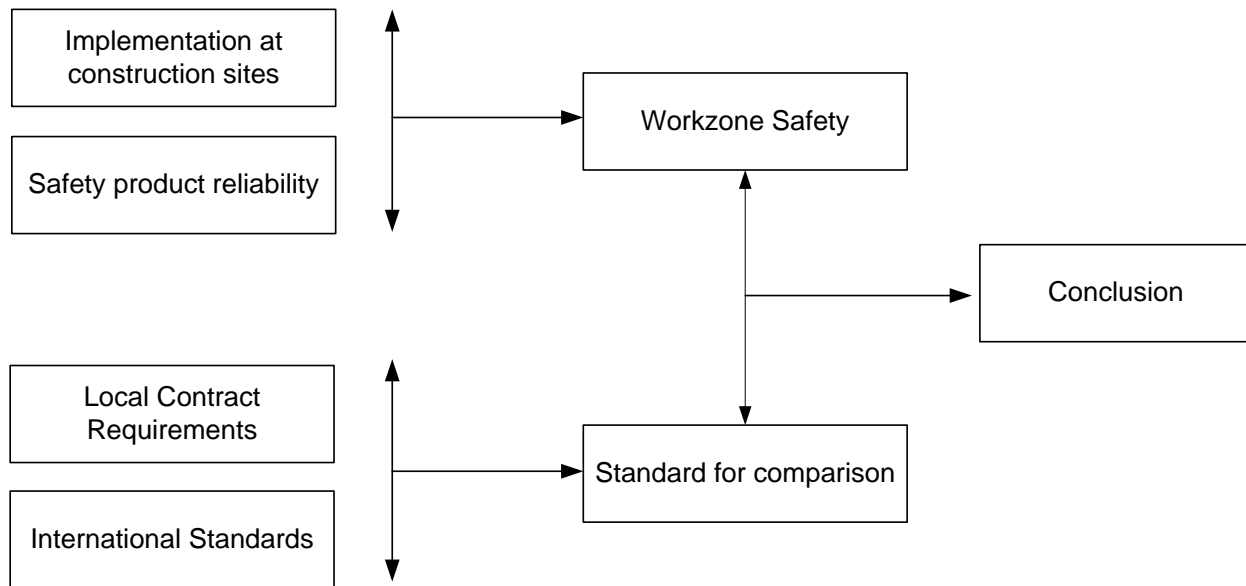 Implementation at
construction sites
Safety product reliability
Workzone Safety
Conclusion
Local Contract
Requirements
International Standards
Standard for comparison